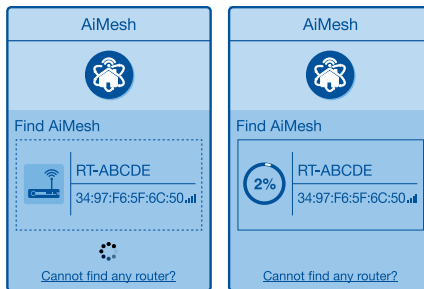 AiMesh
Find AiMesh
RT-ABCDE
34:97:F6:5F:6C:50
Cannot find any router?
AiMesh
Find AiMesh
2%
RT-ABCDE
34:97:F6:5F:6C:50
Cannot find any router?